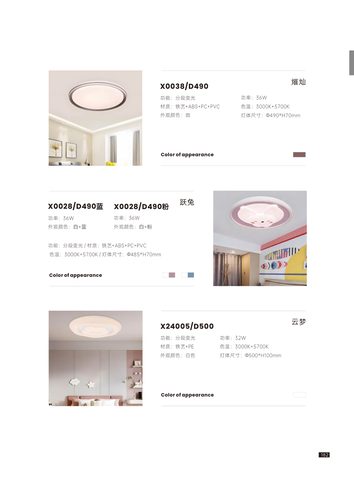 X0038/D490
熳灿
功能：分段变光 功率：36W
材质：铁艺+ABS+PC+PVC 色温：3000K-5700K
外观颜色：白 灯体尺寸：Φ490*H70mm
Color of appearance
X0028/D490蓝 X0028/D490粉 跃兔
功率：36W 功率：36W
外观颜色：白+蓝 外观颜色：白+粉
功能：分段变光 / 材质：铁艺+ABS+PC+PVC
色温：3000K-5700K / 灯体尺寸：Φ485*H70mm
Color of appearance
云梦
X24005/D500
功能：分段变光 功率：32W
材质：铁艺+PE 色温：3000K-5700K
外观颜色：白色 灯体尺寸：Φ500*H100mm
Color of appearance